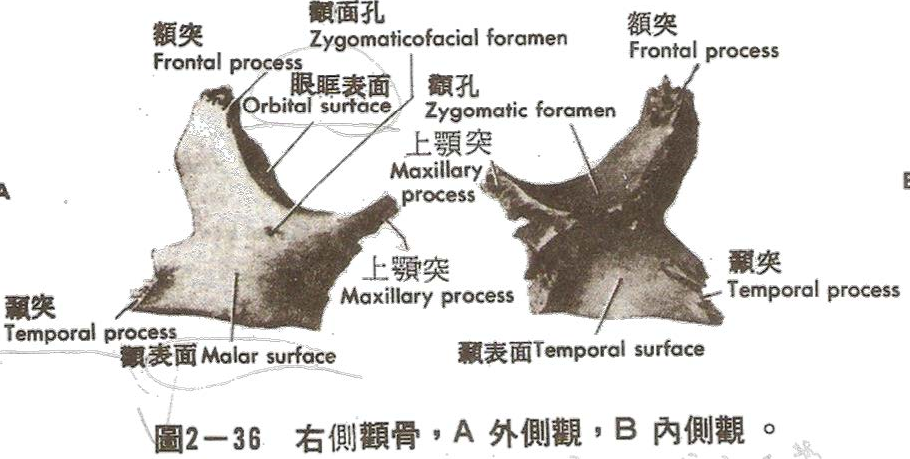 額突
Frontal process
顴面孔
Zygomaticofacial foramen
眼眶表面
Orbital surface
顴孔
Zygomatic foramen
額突
Frontal process
上顎突
Maxillary
process
A
B
上顎突
Maxillary process
顳突
Temporal process
顳突
Temporal process
顴表面 Malar surface
顳表面 Temporal surface
圖2-36 右側顴骨，A 外側觀，B 內側觀。